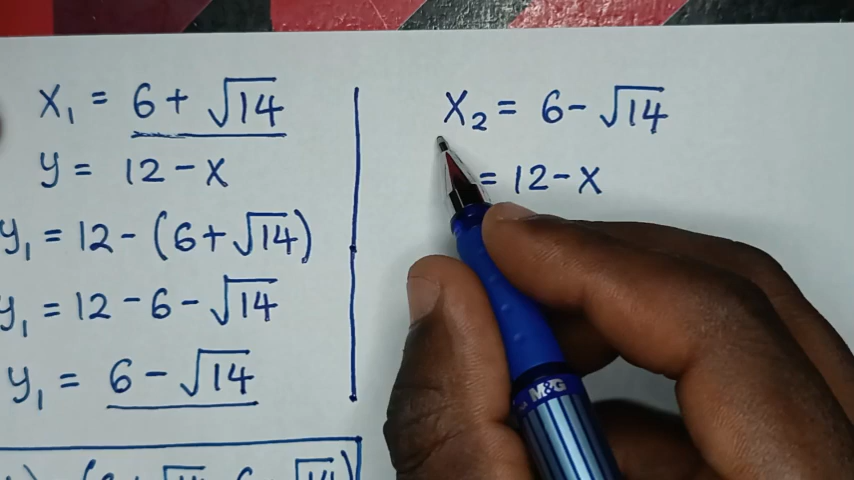 x₁ = 6 + √14
y = 12 - x
y₁ = 12 - (6 + √14)
y₁ = 12 - 6 - √14
y₁ = 6 - √14
x₂ = 6 - √14
= 12 - x
M&G